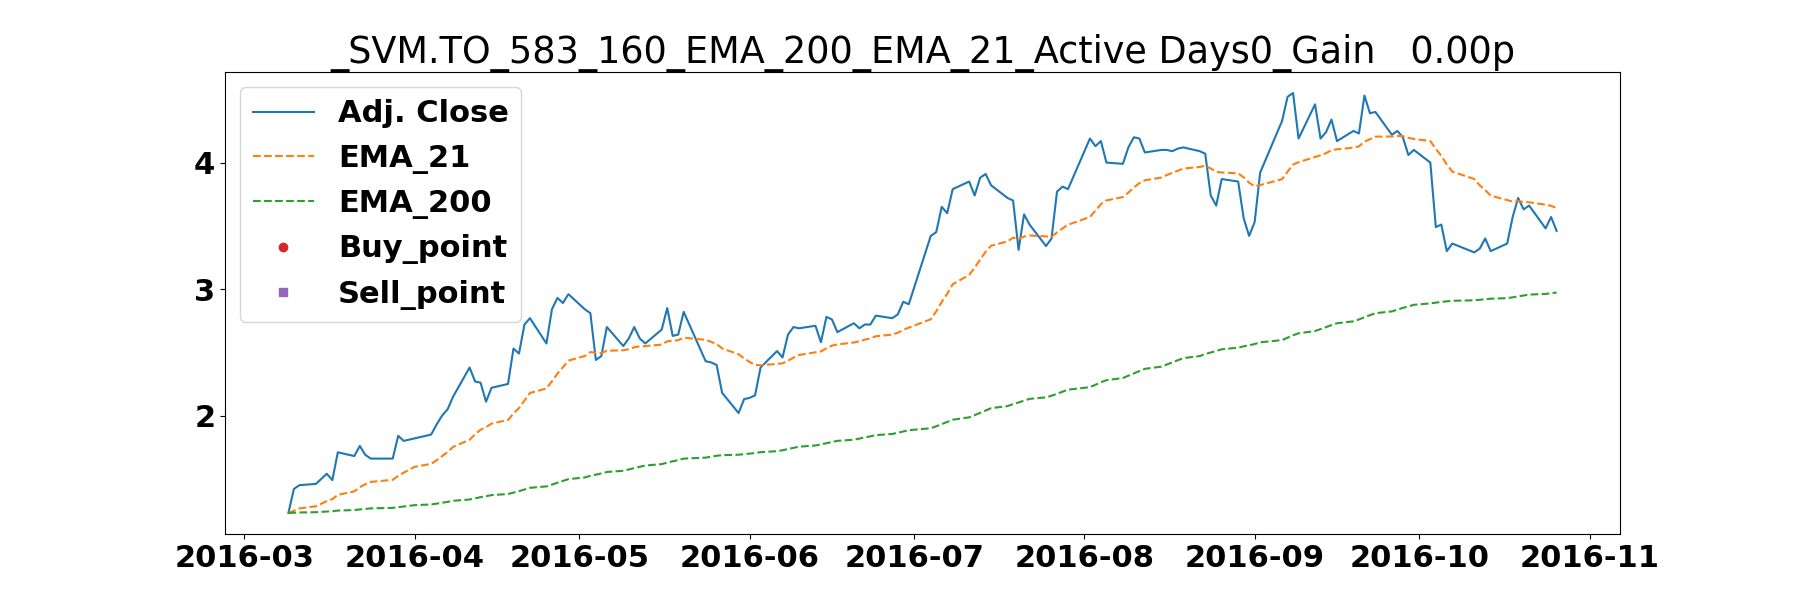 _SVM.TO_583_160_EMA_200_EMA_21_Active Days0_Gain   0.00p
Adj. Close
EMA_21
EMA_200
Buy_point
Sell_point
4
3
2
2016-03 2016-04 2016-05 2016-06 2016-07 2016-08 2016-09 2016-10 2016-11